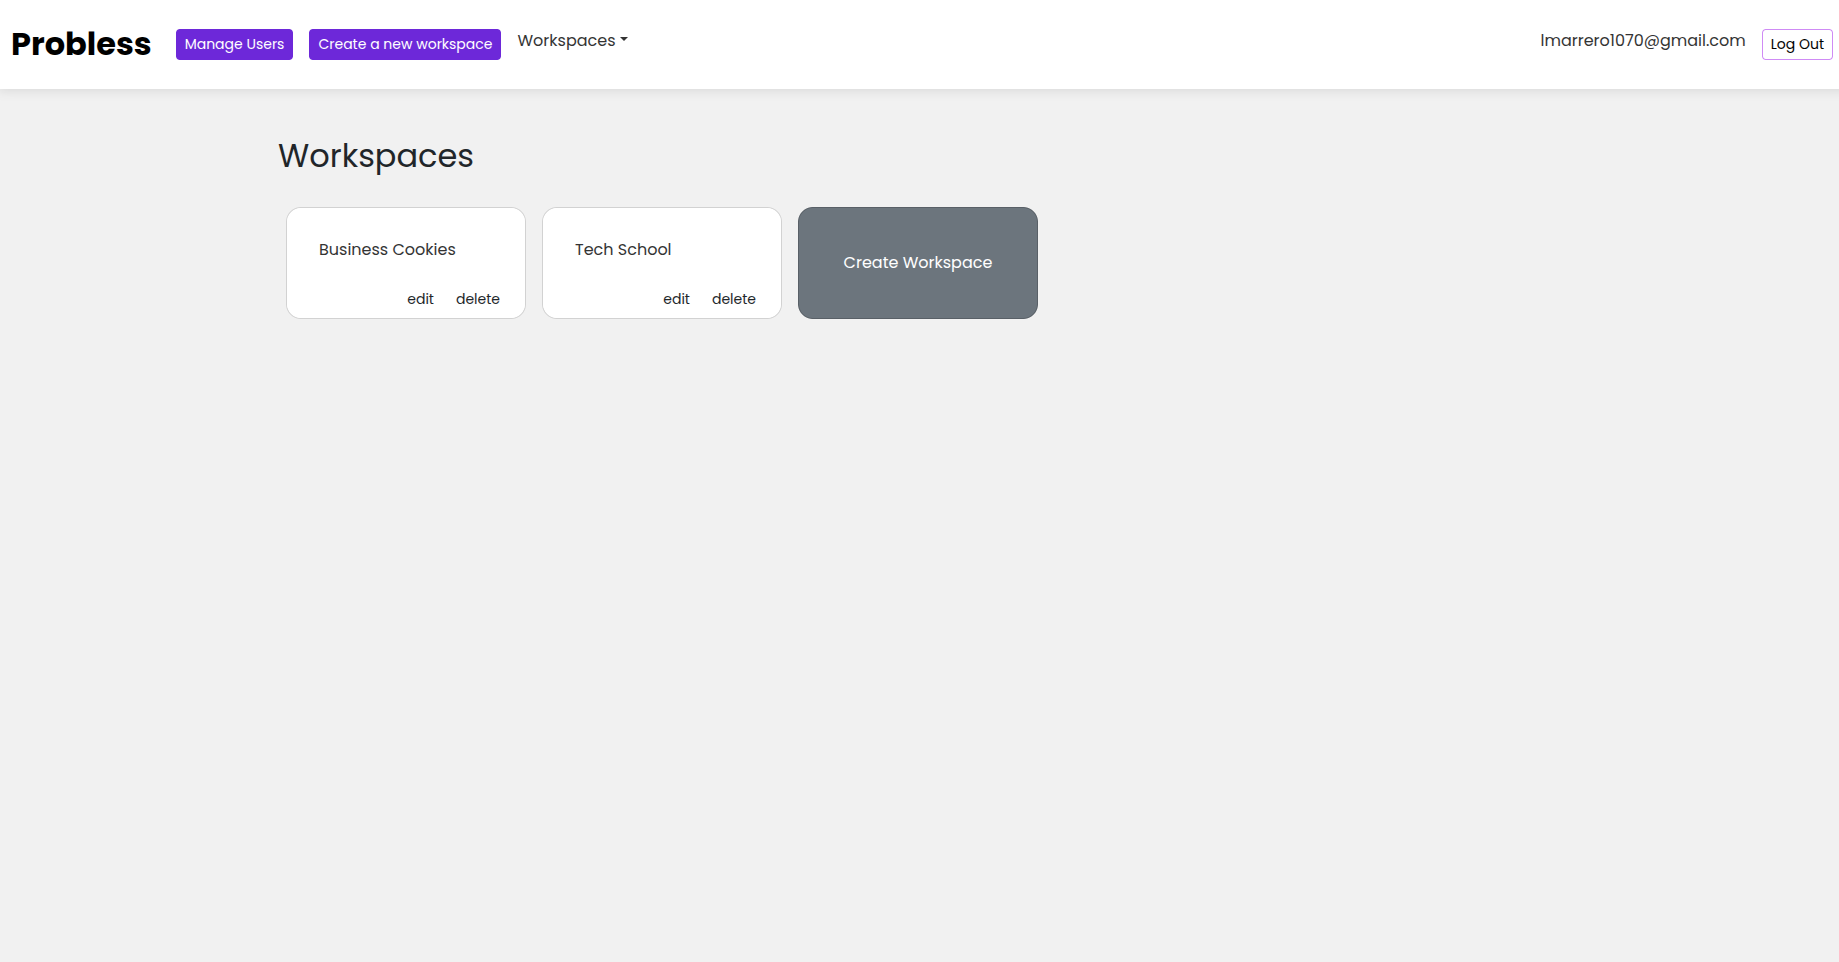 Probless
Manage Users
Create a new workspace
Workspaces
lmarrero1070@gmail.com
Log Out
Workspaces
Business Cookies
edit delete
Tech School
edit delete
Create Workspace